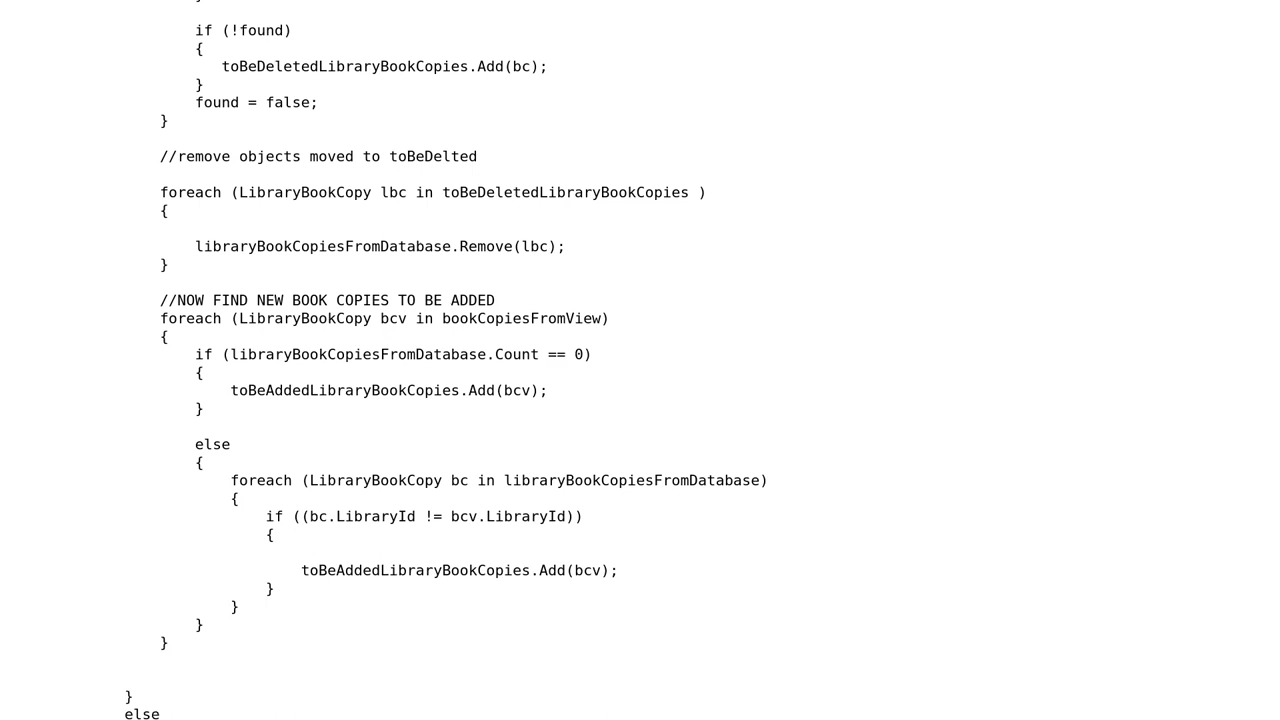 }
if (!found)
{
toBeDeletedLibraryBookCopies.Add(bc);
}
found = false;
}
//remove objects moved to toBeDelted
foreach (LibraryBookCopy lbc in toBeDeletedLibraryBookCopies )
{
libraryBookCopiesFromDatabase.Remove(lbc);
}
//NOW FIND NEW BOOK COPIES TO BE ADDED
foreach (LibraryBookCopy bcv in bookCopiesFromView)
{
if (libraryBookCopiesFromDatabase.Count == 0)
{
toBeAddedLibraryBookCopies.Add(bcv);
}
else
{
foreach (LibraryBookCopy bc in libraryBookCopiesFromDatabase)
{
if ((bc.LibraryId != bcv.LibraryId))
{
toBeAddedLibraryBookCopies.Add(bcv);
}
}
}
}
}
else